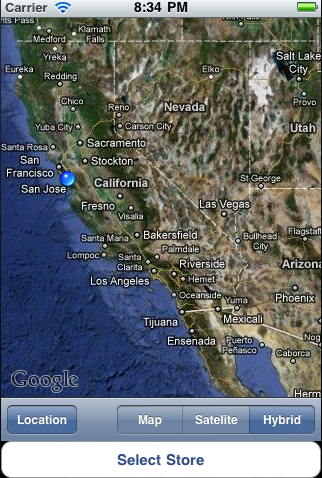 Carrier 8:34 PM
Medford
Klamath
Falls
Yreka
Eureka
Redding
Elko
Salt Lake
City
Provo
Chico
Reno
Nevada
Yuba City
Carson City
Utah
Santa Rosa
Sacramento
San
Francisco
Stockton
San Jose
California
St George
Fresno
Visalia
Las Vegas
Santa Maria
Bakersfield
Bullhead
City
Flagstaff
Lompoc
Santa
Clarita
Palmdale
Riverside
Arizona
Los Angeles
Hemet
Oceanside
Phoenix
Yuma
Tijuana
Mexicali
Ensenada
Puerto
Peñasco
Nog
Caborca
Herm
Google
Location
Map
Satelite
Hybrid
Select Store